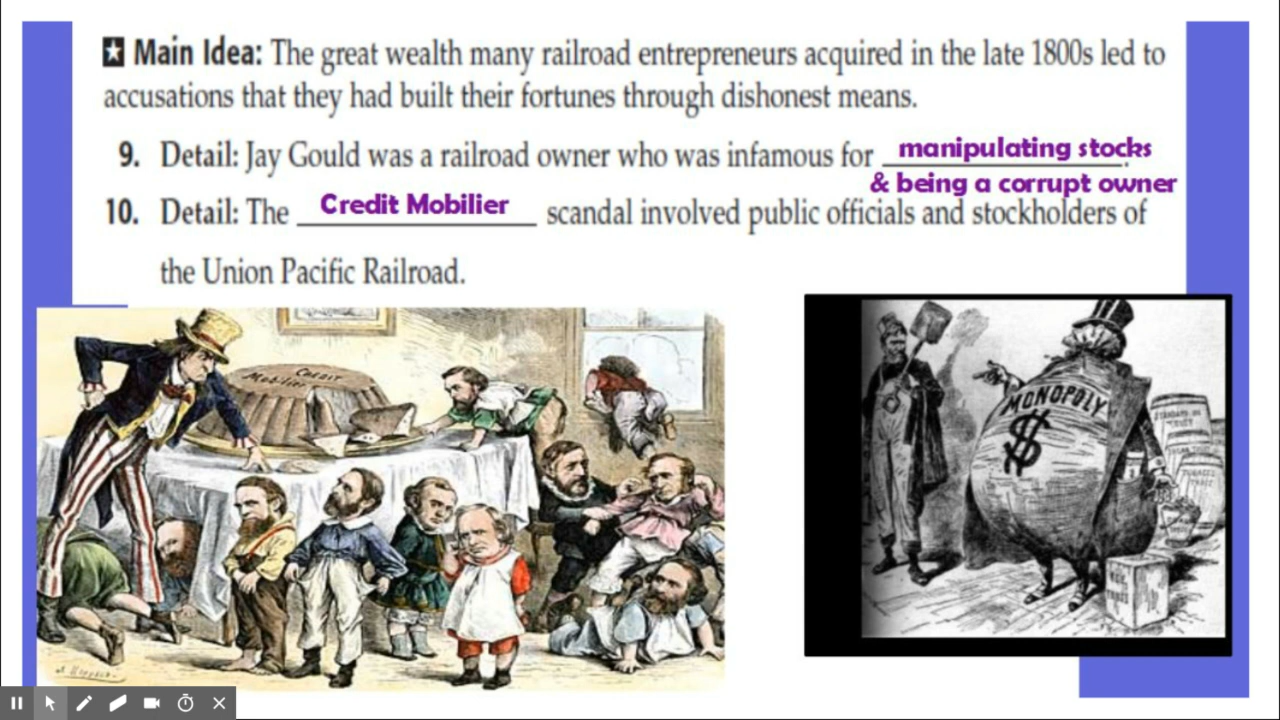 Main Idea: The great wealth many railroad entrepreneurs acquired in the late 1800s led to
accusations that they had built their fortunes through dishonest means.
9. Detail: Jay Gould was a railroad owner who was infamous for manipulating stocks.
& being a corrupt owner
10. Detail: The Credit Mobilier scandal involved public officials and stockholders of
the Union Pacific Railroad.
CREDIT
Mobilier
MONOPOLY
$
STANDARD OIL
TRUST